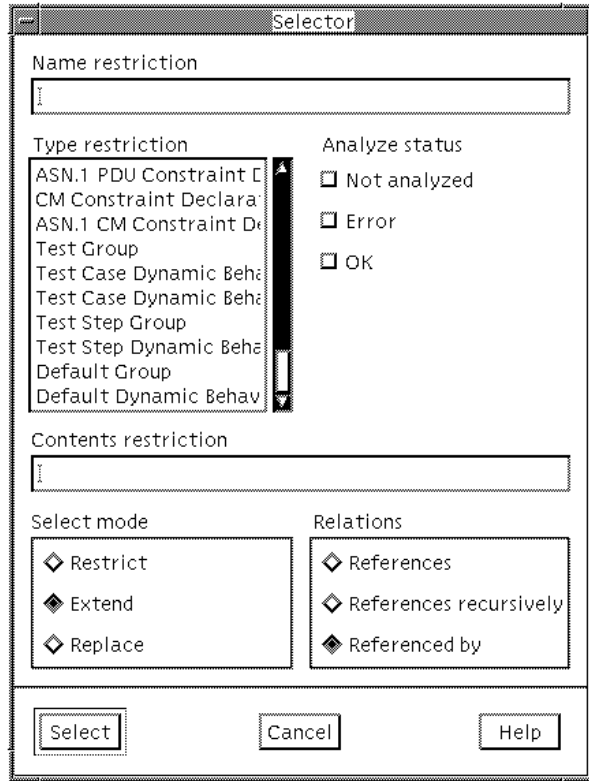 Selector
Name restriction
Type restriction
ASN.1 PDU Constraint D
CM Constraint Declara
ASN.1 CM Constraint De
Test Group
Test Case Dynamic Beha
Test Case Dynamic Beha
Test Step Group
Test Step Dynamic Beha
Default Group
Default Dynamic Behav
Analyze status
Not analyzed
Error
OK
Contents restriction
Select mode
Restrict
Extend
Replace
Relations
References
References recursively
Referenced by
Select
Cancel
Help